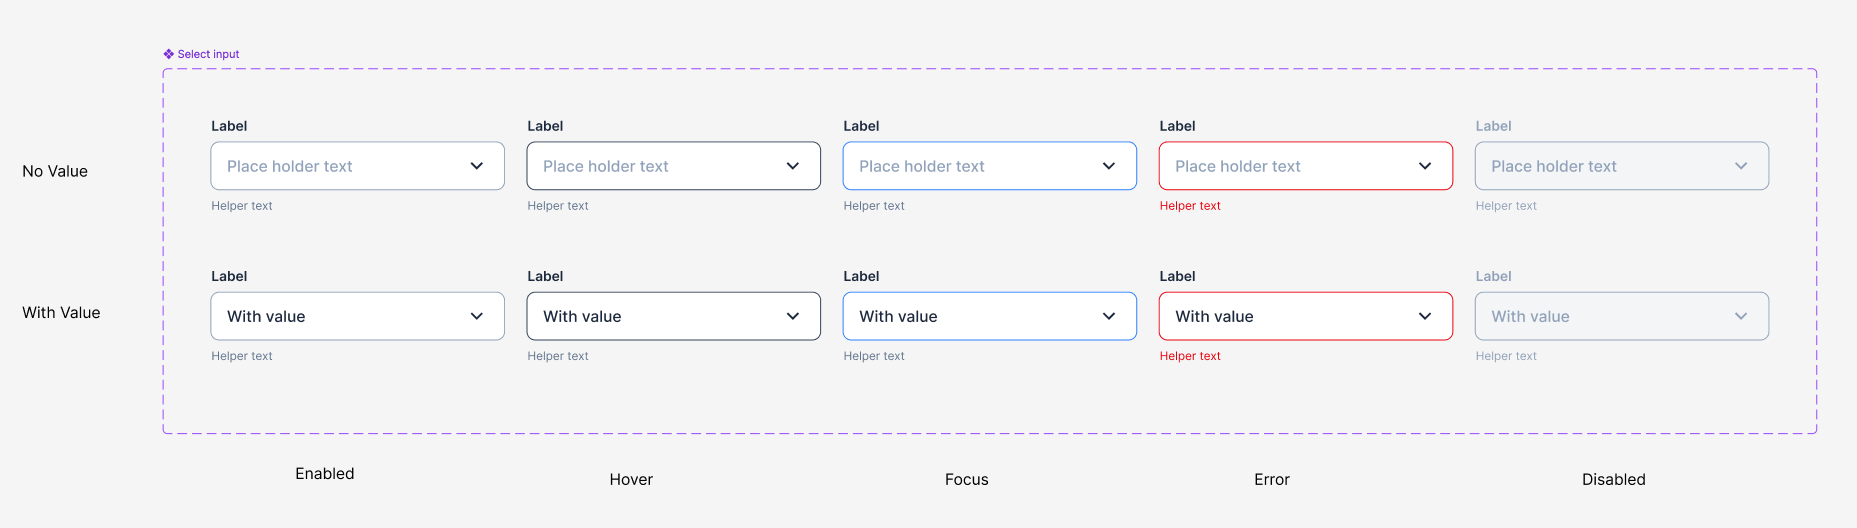 Select input
Label Label Label Label Label
No Value
Place holder text Place holder text Place holder text Place holder text Place holder text
Helper text Helper text Helper text Helper text Helper text
Label Label Label Label Label
With Value
With value With value With value With value With value
Helper text Helper text Helper text Helper text Helper text
Enabled Hover Focus Error Disabled